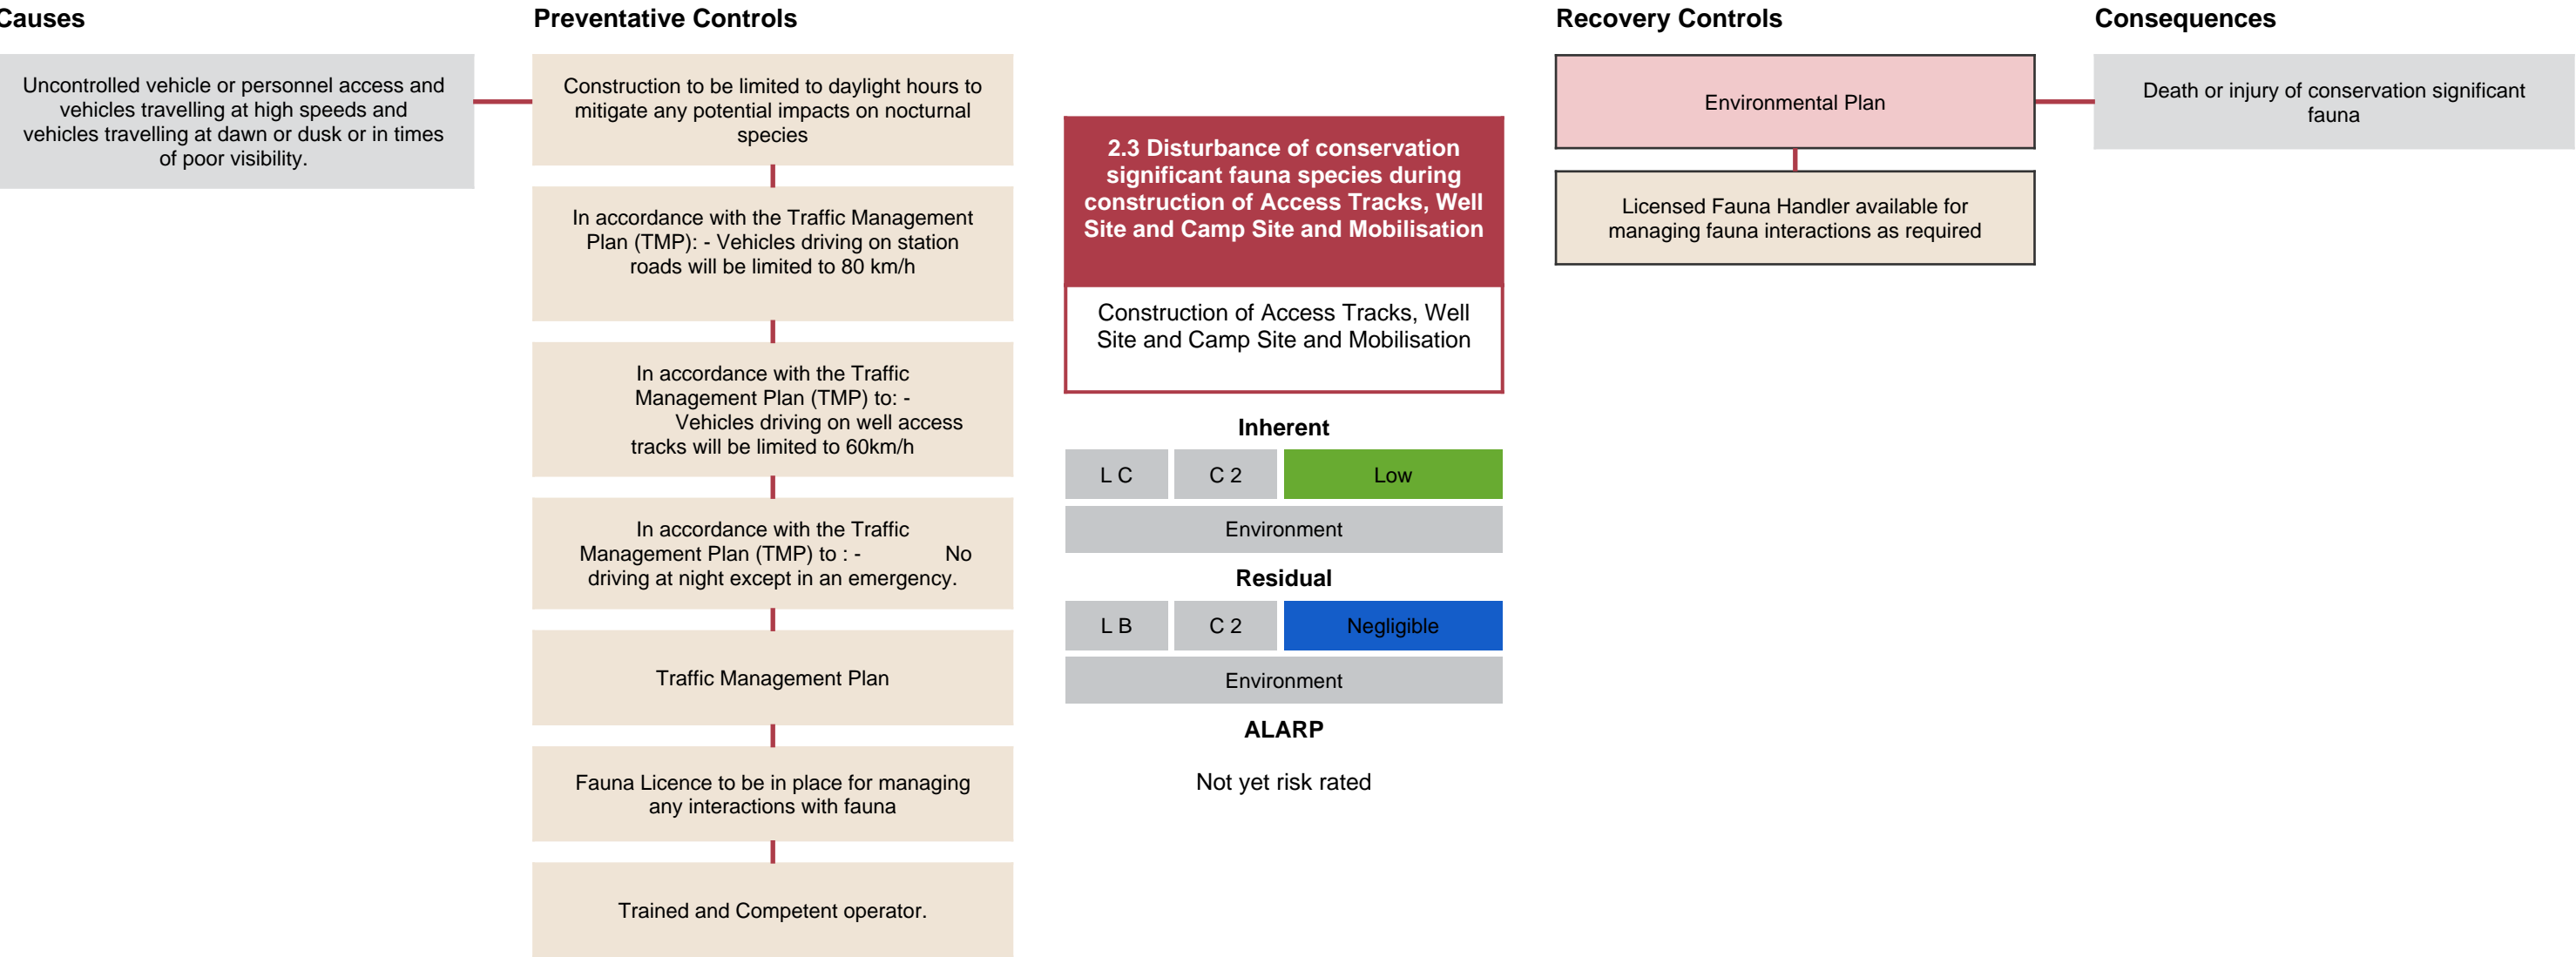 Causes
Uncontrolled vehicle or personnel access and
vehicles travelling at high speeds and
vehicles travelling at dawn or dusk or in times
of poor visibility.
Preventative Controls
Construction to be limited to daylight hours to
mitigate any potential impacts on nocturnal
species
In accordance with the Traffic Management
Plan (TMP): - Vehicles driving on station
roads will be limited to 80 km/h
In accordance with the Traffic
Management Plan (TMP) to: -
Vehicles driving on well access
tracks will be limited to 60km/h
In accordance with the Traffic
Management Plan (TMP) to : - No
driving at night except in an emergency.
Traffic Management Plan
Fauna Licence to be in place for managing
any interactions with fauna
Trained and Competent operator.
2.3 Disturbance of conservation
significant fauna species during
construction of Access Tracks, Well
Site and Camp Site and Mobilisation
Construction of Access Tracks, Well
Site and Camp Site and Mobilisation
Inherent
L C
C 2
Low
Environment
Residual
L B
C 2
Negligible
Environment
ALARP
Not yet risk rated
Recovery Controls
Environmental Plan
Licensed Fauna Handler available for
managing fauna interactions as required
Consequences
Death or injury of conservation significant
fauna